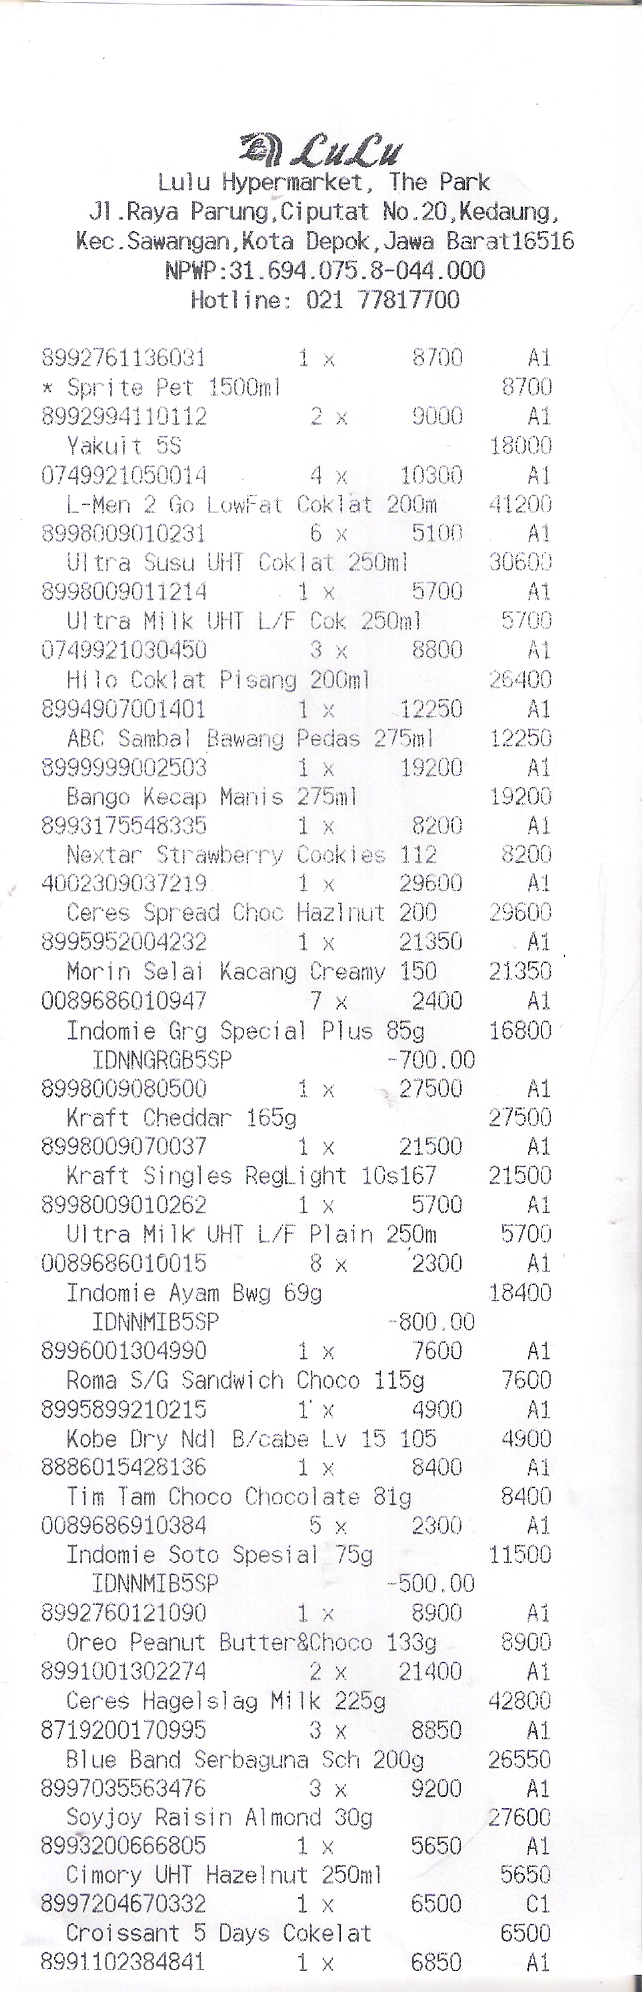 LuLu
Lulu Hypermarket, The Park
Jl.Raya Parung,Ciputat No.20,Kedaung,
Kec.Sawangan,Kota Depok,Jawa Barat16516
NPWP:31.694.075.8-044.000
Hotline: 021 77817700
8992761136031 1 x 8700 A1
* Sprite Pet 1500ml 8700
8992994110112 2 x 9000 A1
Yakult 5S 18000
0749921050014 4 x 10300 A1
L-Men 2 Go LowFat Coklat 200m 41200
8998009010231 6 x 5100 A1
Ultra Susu UHT Coklat 250ml 30600
8998009011214 1 x 5700 A1
Ultra Milk UHT L/F Cok 250ml 5700
0749921030450 3 x 8800 A1
Hilo Coklat Pisang 200ml 26400
8994907001401 1 x 12250 A1
ABC Sambal Bawang Pedas 275ml 12250
8999999002503 1 x 19200 A1
Bango Kecap Manis 275ml 19200
8993175548335 1 x 8200 A1
Nextar Strawberry Cookies 112 8200
4002309037219 1 x 29600 A1
Ceres Spread Choc Hazlnut 200 29600
8995952004232 1 x 21350 A1
Morin Selai Kacang Creamy 150 21350
0089686010947 7 x 2400 A1
Indomie Grg Special Plus 85g 16800
IDNNGRGB5SP -700.00
8998009080500 1 x 27500 A1
Kraft Cheddar 165g 27500
8998009070037 1 x 21500 A1
Kraft Singles RegLight 10s167 21500
8998009010262 1 x 5700 A1
Ultra Milk UHT L/F Plain 250m 5700
0089686010015 8 x 2300 A1
Indomie Ayam Bwg 69g 18400
IDNNMIB5SP -800.00
8996001304990 1 x 7600 A1
Roma S/G Sandwich Choco 115g 7600
8995899210215 1 x 4900 A1
Kobe Dry Ndl B/cabe Lv 15 105 4900
8886015428136 1 x 8400 A1
Tim Tam Choco Chocolate 81g 8400
0089686910384 5 x 2300 A1
Indomie Soto Spesial 75g 11500
IDNNMIB5SP -500.00
8992760121090 1 x 8900 A1
Oreo Peanut Butter&Choco 133g 8900
8991001302274 2 x 21400 A1
Ceres Hagelslag Milk 225g 42800
8719200170995 3 x 8850 A1
Blue Band Serbaguna Sch 200g 26550
8997035563476 3 x 9200 A1
Soyjoy Raisin Almond 30g 27600
8993200666805 1 x 5650 A1
Cimory UHT Hazelnut 250ml 5650
8997204670332 1 x 6500 C1
Croissant 5 Days Cokelat 6500
8991102384841 1 x 6850 A1